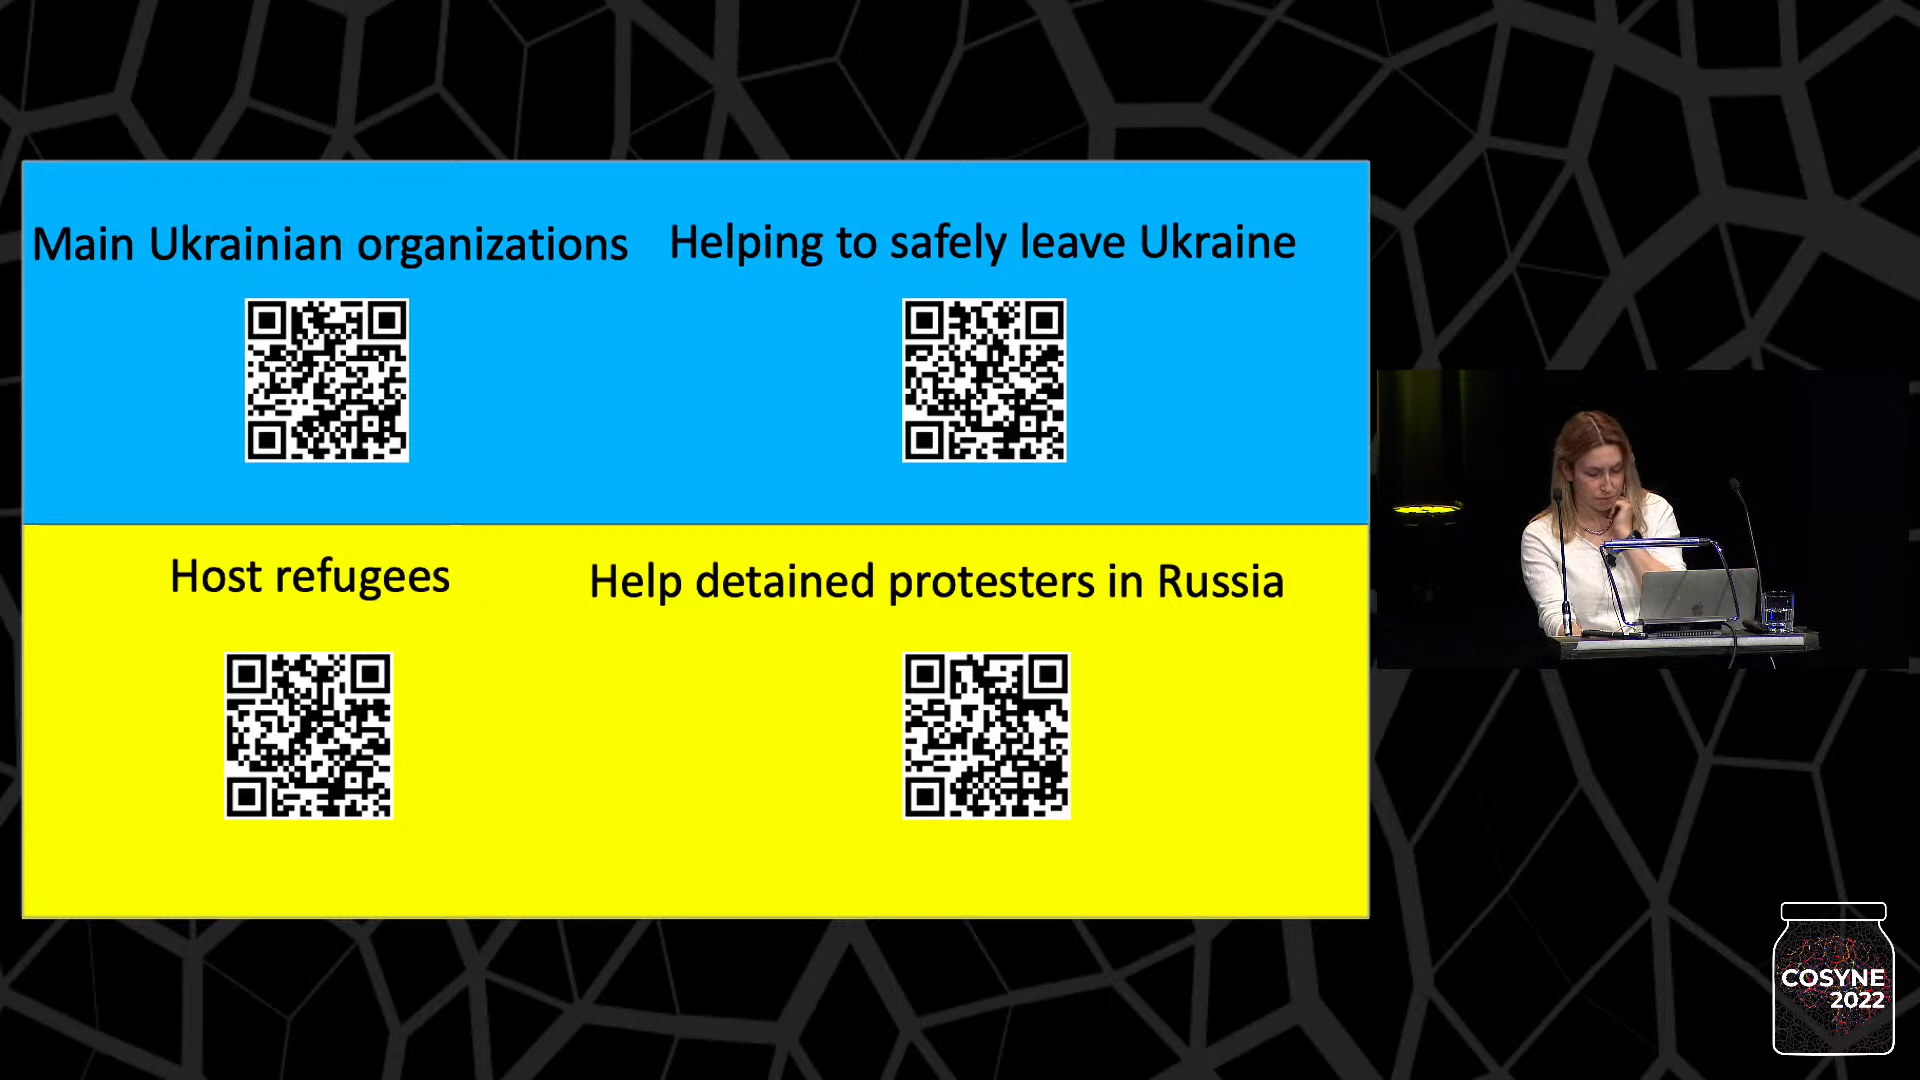 Main Ukrainian organizations
Helping to safely leave Ukraine
Host refugees
Help detained protesters in Russia
COSYNE
2022